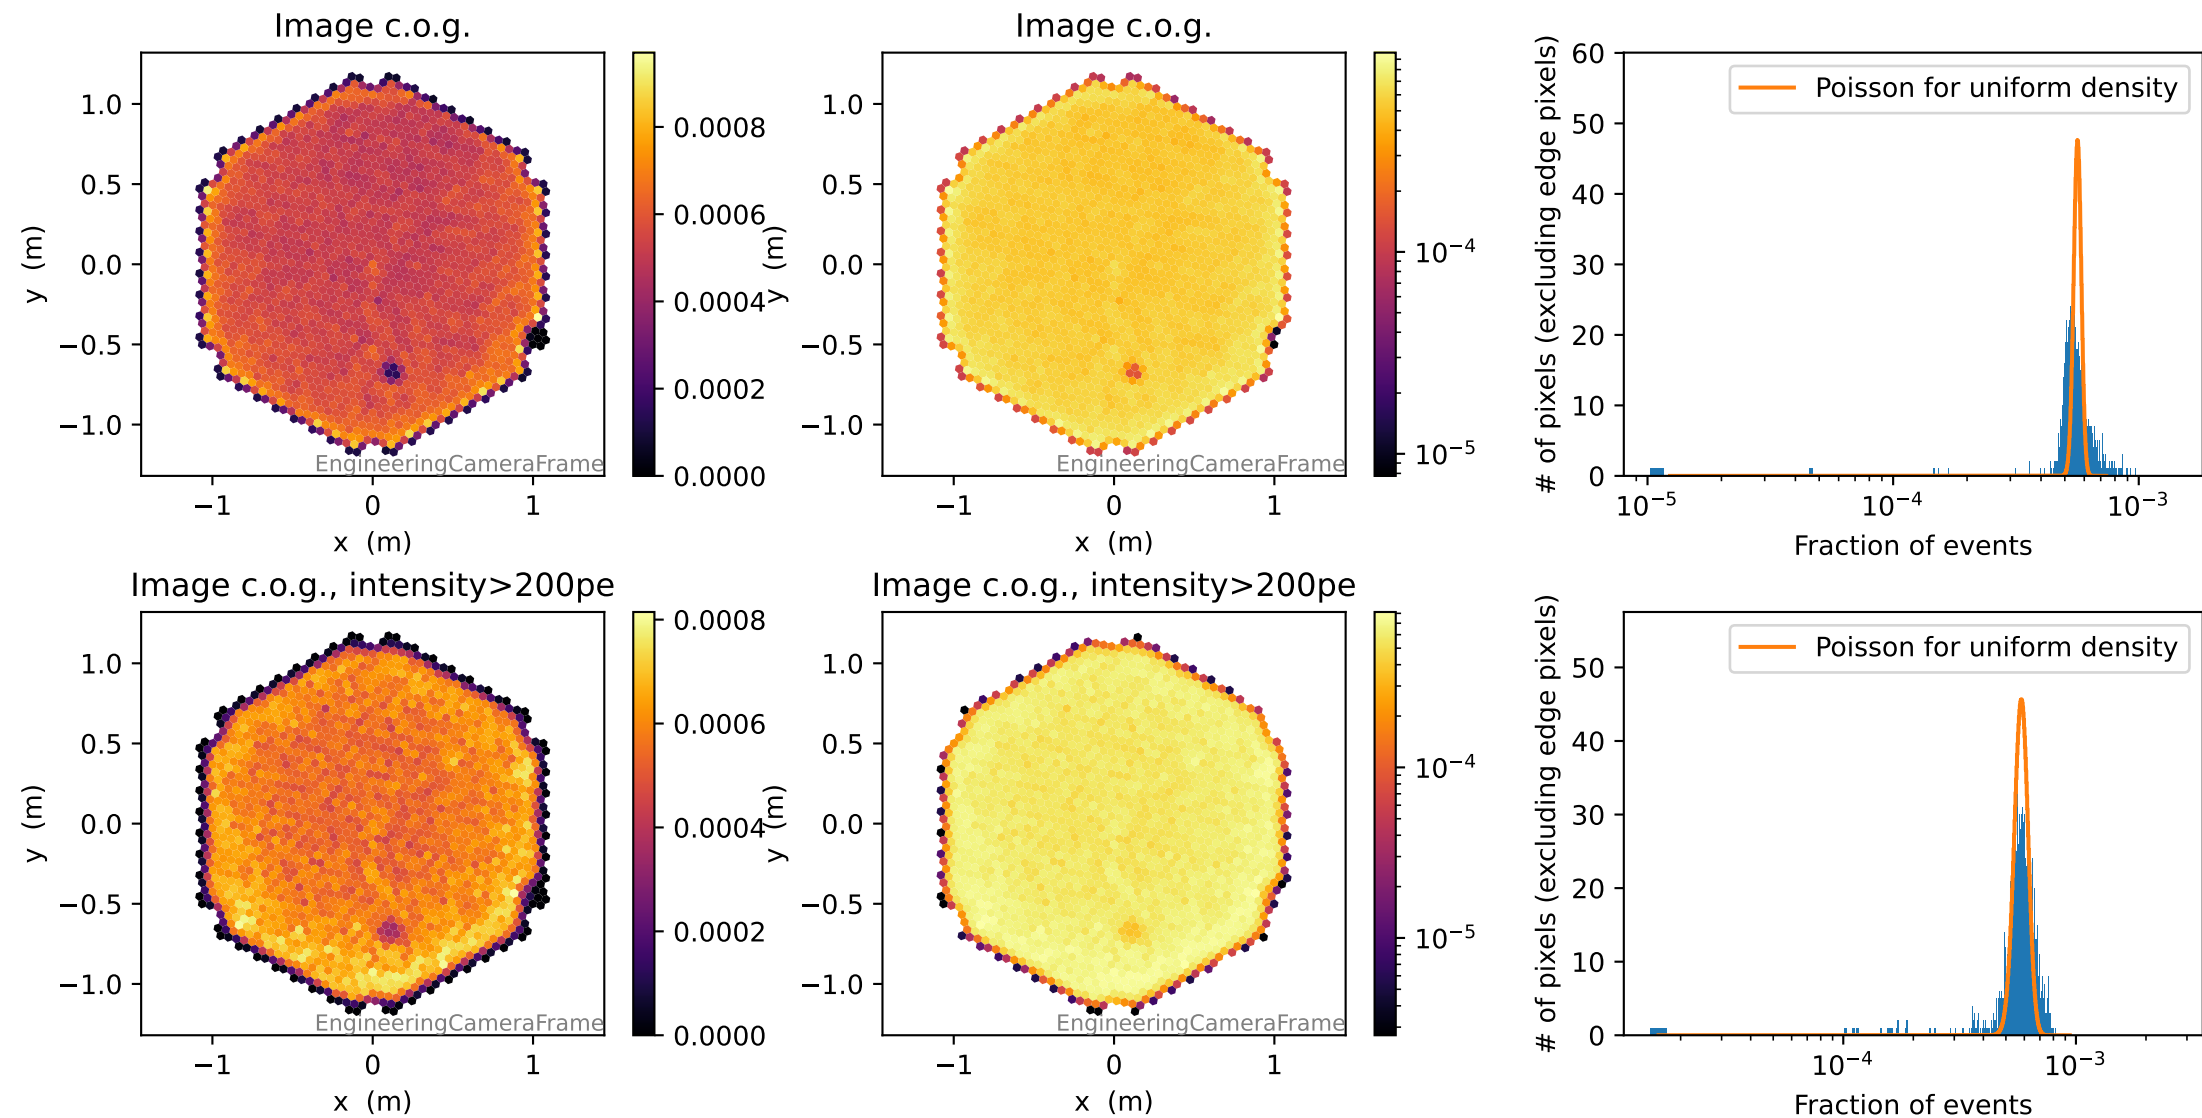 Image c.o.g.
y (m)
1.0
0.5
0.0
−0.5
−1.0
EngineeringCameraFrame
−1 0 1
x (m)
0.0008
0.0006
0.0004
0.0002
0.0000
Image c.o.g.
y (m)
1.0
0.5
0.0
−0.5
−1.0
EngineeringCameraFrame
−1 0 1
x (m)
10⁻⁴
10⁻⁵
# of pixels (excluding edge pixels)
60
50
40
30
20
10
0
Poisson for uniform density
10⁻⁵ 10⁻⁴ 10⁻³
Fraction of events
Image c.o.g., intensity>200pe
y (m)
1.0
0.5
0.0
−0.5
−1.0
EngineeringCameraFrame
−1 0 1
x (m)
0.0008
0.0006
0.0004
0.0002
0.0000
Image c.o.g., intensity>200pe
y (m)
1.0
0.5
0.0
−0.5
−1.0
EngineeringCameraFrame
−1 0 1
x (m)
10⁻⁴
10⁻⁵
# of pixels (excluding edge pixels)
50
40
30
20
10
0
Poisson for uniform density
10⁻⁴ 10⁻³
Fraction of events